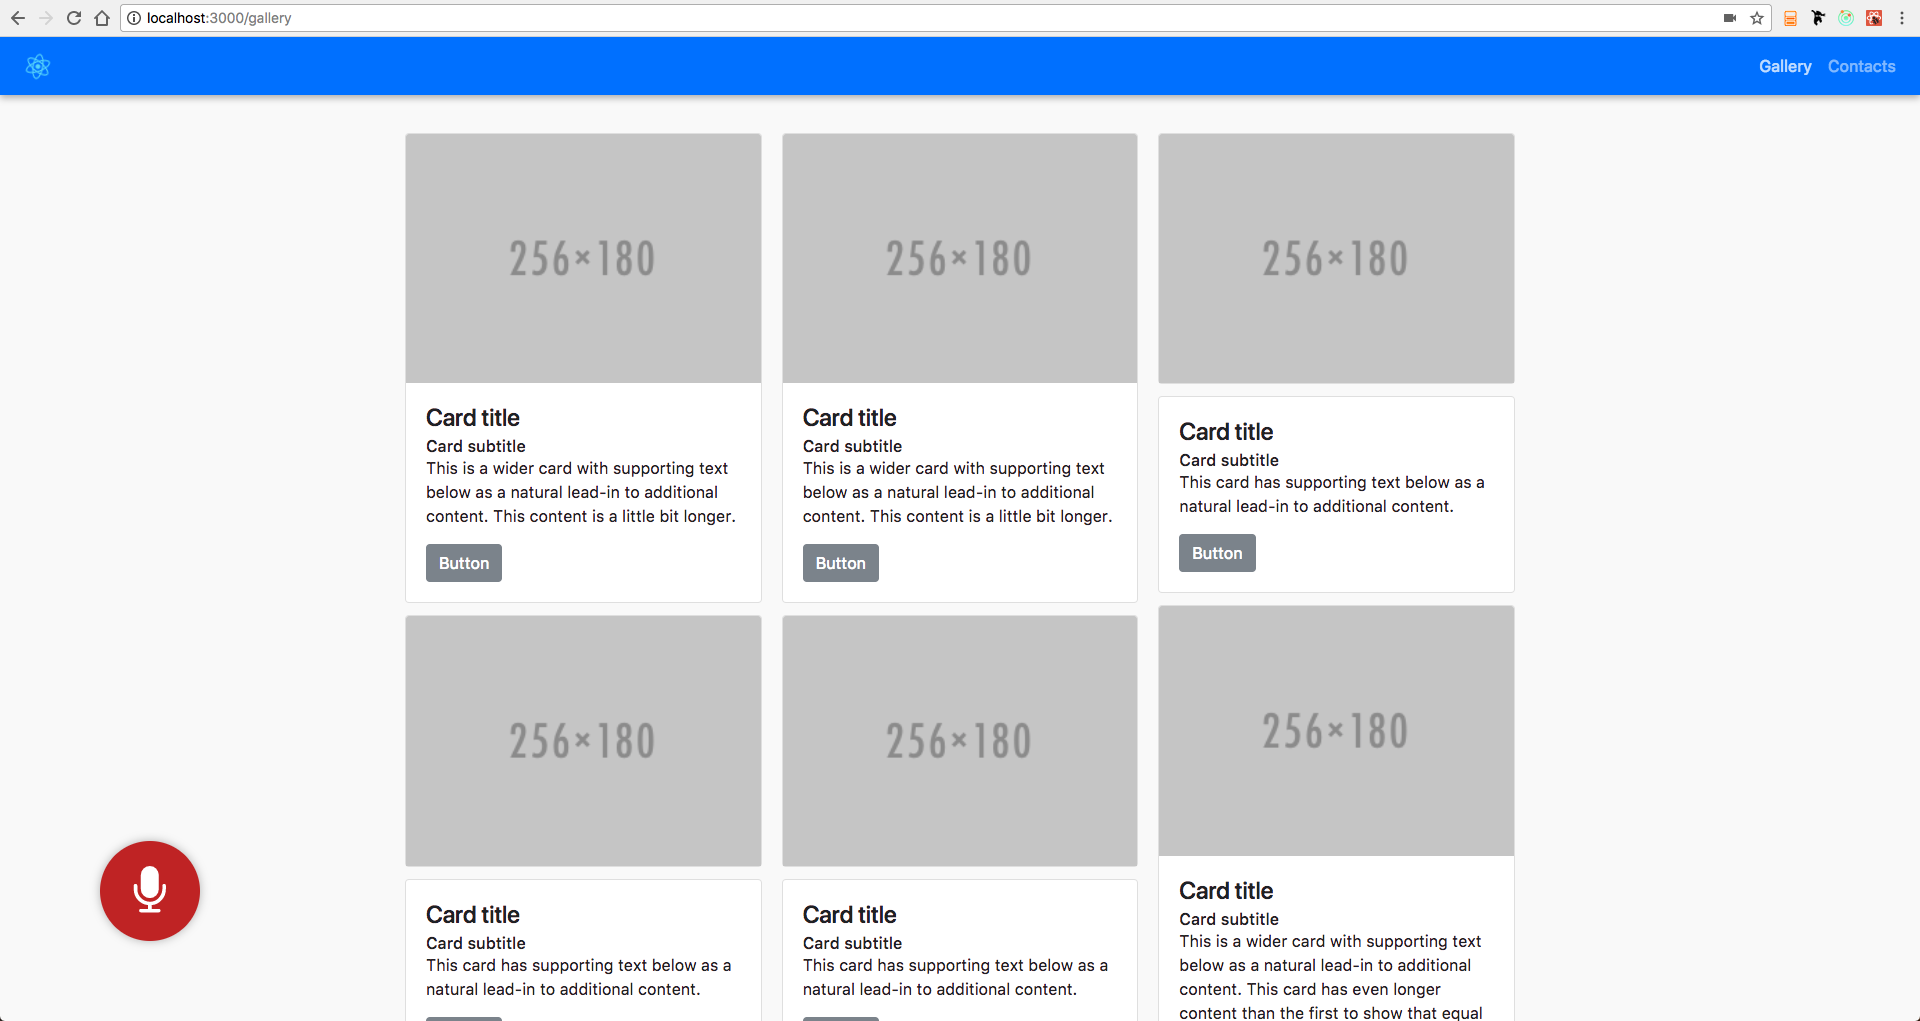 localhost:3000/gallery
Gallery
Contacts
256×180
Card title
Card subtitle
This is a wider card with supporting text
below as a natural lead-in to additional
content. This content is a little bit longer.
Button
256×180
Card title
Card subtitle
This card has supporting text below as a
natural lead-in to additional content.
256×180
Card title
Card subtitle
This is a wider card with supporting text
below as a natural lead-in to additional
content. This content is a little bit longer.
Button
256×180
Card title
Card subtitle
This card has supporting text below as a
natural lead-in to additional content.
256×180
Card title
Card subtitle
This card has supporting text below as a
natural lead-in to additional content.
Button
256×180
Card title
Card subtitle
This is a wider card with supporting text
below as a natural lead-in to additional
content. This card has even longer
content than the first to show that equal